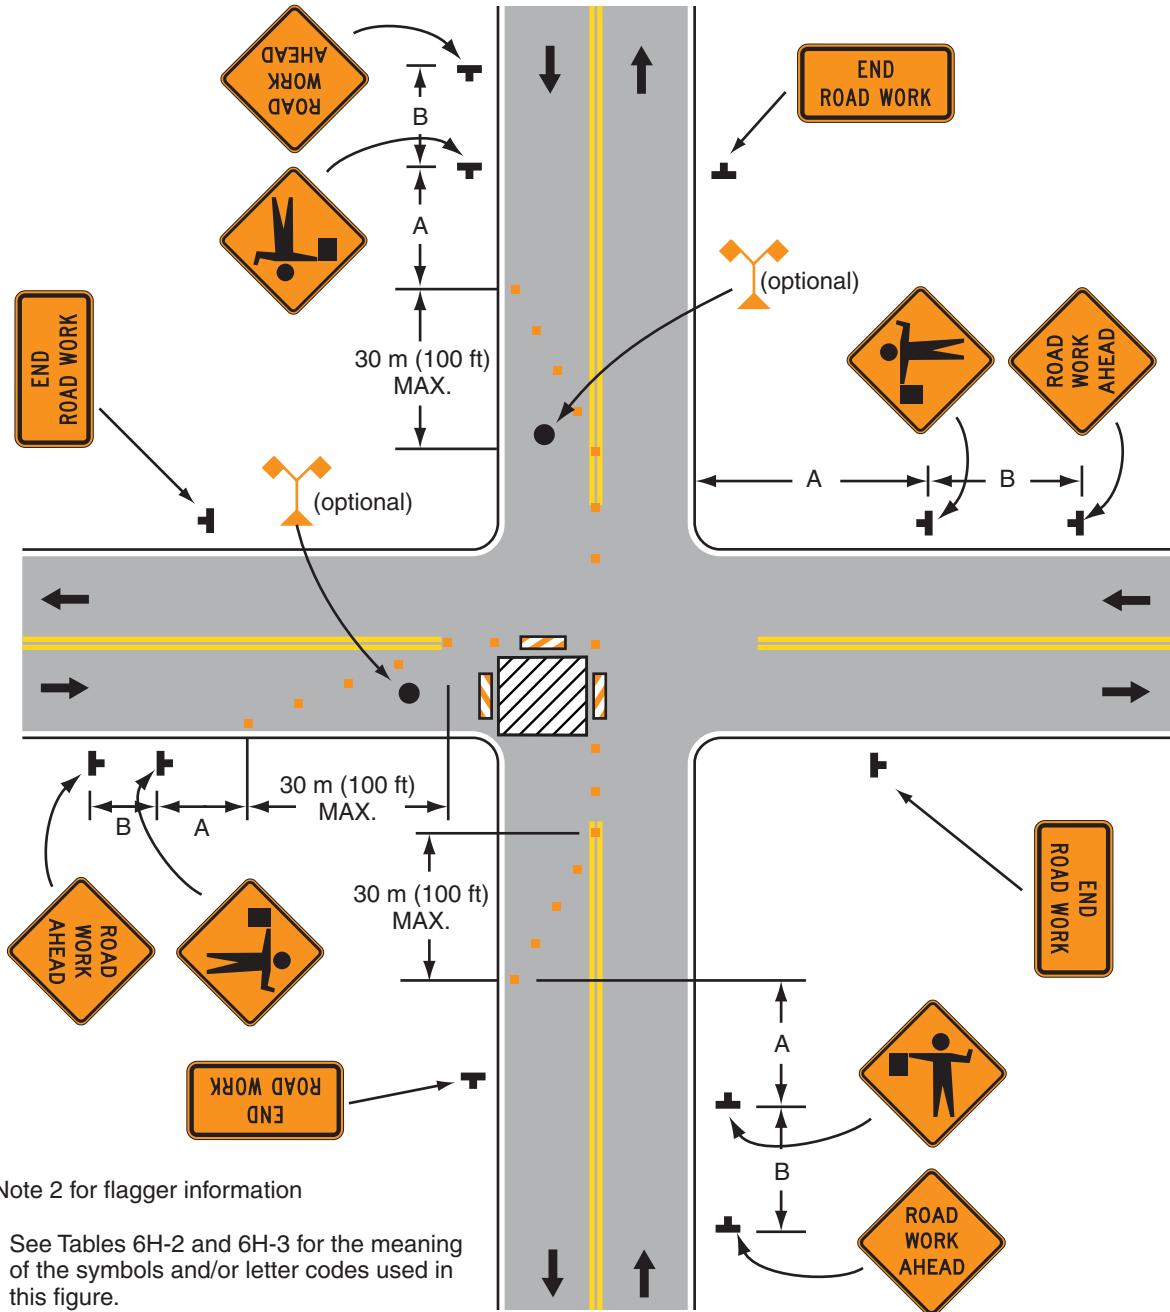 ROAD
WORK
AHEAD
B
END
ROAD WORK
A
(optional)
END
ROAD WORK
30 m (100 ft)
MAX.
ROAD
WORK
AHEAD
A
B
(optional)
30 m (100 ft)
MAX.
B
A
30 m (100 ft)
MAX.
ROAD
WORK
AHEAD
END
ROAD WORK
A
END
ROAD WORK
B
Note 2 for flagger information
ROAD
WORK
AHEAD
See Tables 6H-2 and 6H-3 for the meaning
of the symbols and/or letter codes used in
this figure.